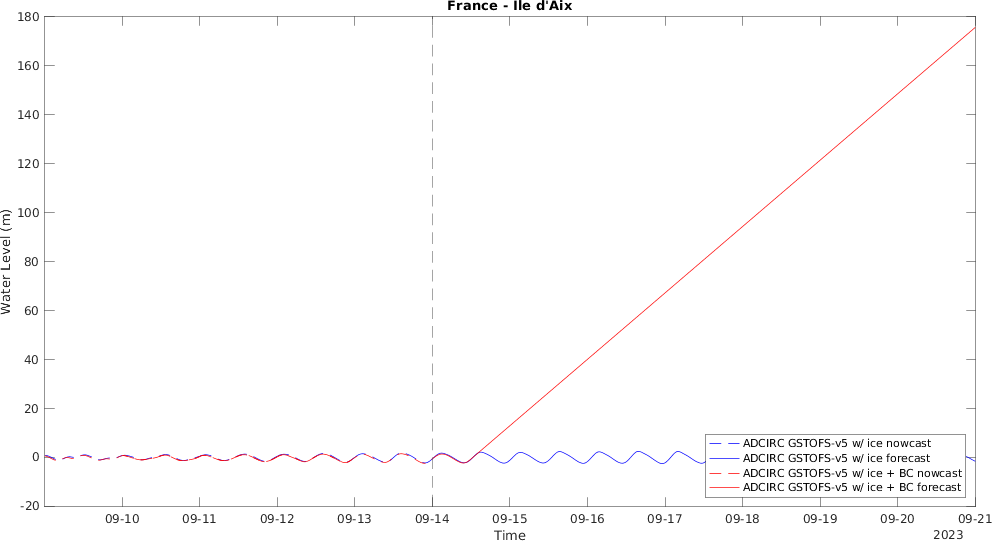 France - Ile d'Aix
180
160
140
120
100
80
60
40
20
0
-20
Water Level (m)
09-10 09-11 09-12 09-13 09-14 09-15 09-16 09-17 09-18 09-19 09-20 09-21
Time
2023
ADCIRC GSTOFS-v5 w/ ice nowcast
ADCIRC GSTOFS-v5 w/ ice forecast
ADCIRC GSTOFS-v5 w/ ice + BC nowcast
ADCIRC GSTOFS-v5 w/ ice + BC forecast